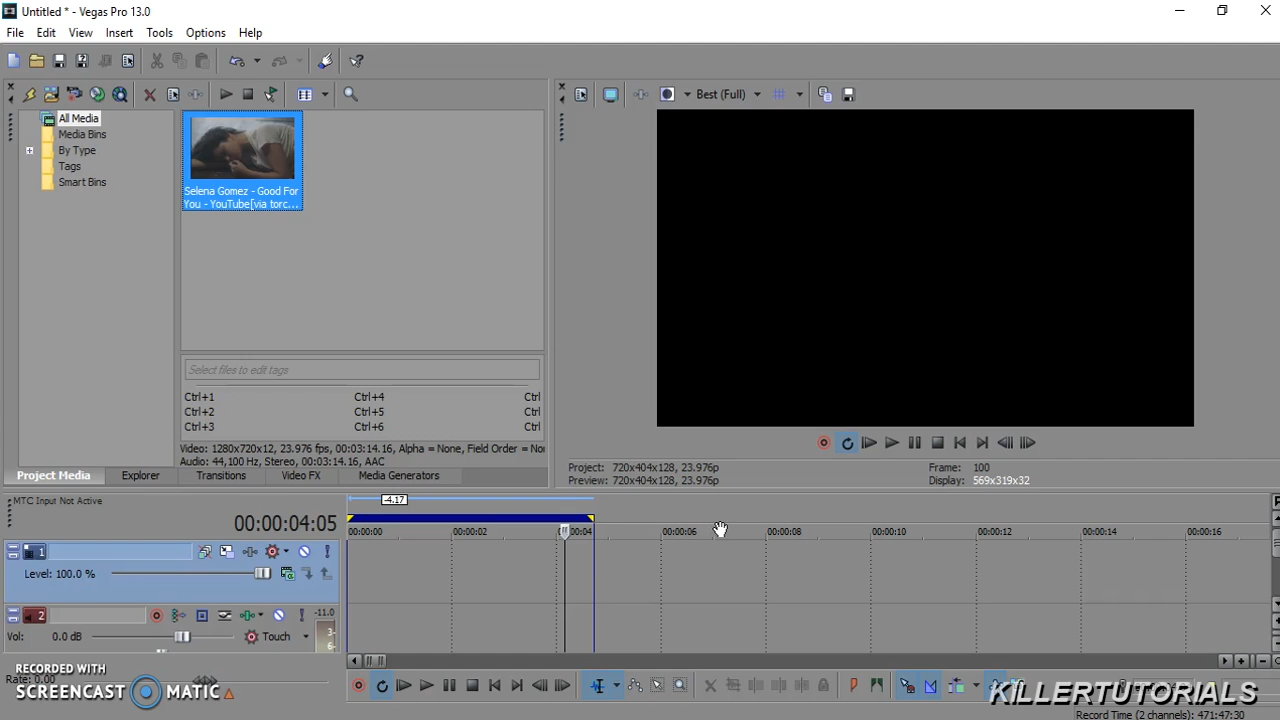 Untitled * - Vegas Pro 13.0
File Edit View Insert Tools Options Help
All Media
Media Bins
By Type
Tags
Smart Bins
Selena Gomez - Good For
You - YouTube[via torc...
Best (Full)
Select files to edit tags
Ctrl+1 Ctrl+4 Ctrl
Ctrl+2 Ctrl+5 Ctrl
Ctrl+3 Ctrl+6 Ctrl
Video: 1280x720x12, 23.976 fps, 00:03:14.16, Alpha = None, Field Order = No
Audio: 44,100 Hz, Stereo, 00:03:14.16, AAC
Project Media Explorer Transitions Video FX Media Generators
Project: 720x404x128, 23.976p Frame: 100
Preview: 720x404x128, 23.976p Display: 569x319x32
MTC Input Not Active
-4.17
00:00:04:05
00:00:00 00:00:02 00:00:04 00:00:06 00:00:08 00:00:10 00:00:12 00:00:14 00:00:16
1
Level: 100.0 %
2
-11.0
Vol: 0.0 dB Touch
3-
6-
RECORDED WITH
Rate: 0.00
SCREENCAST MATIC
KILLERTUTORIALS
Record Time (2 channels): 471:47:30